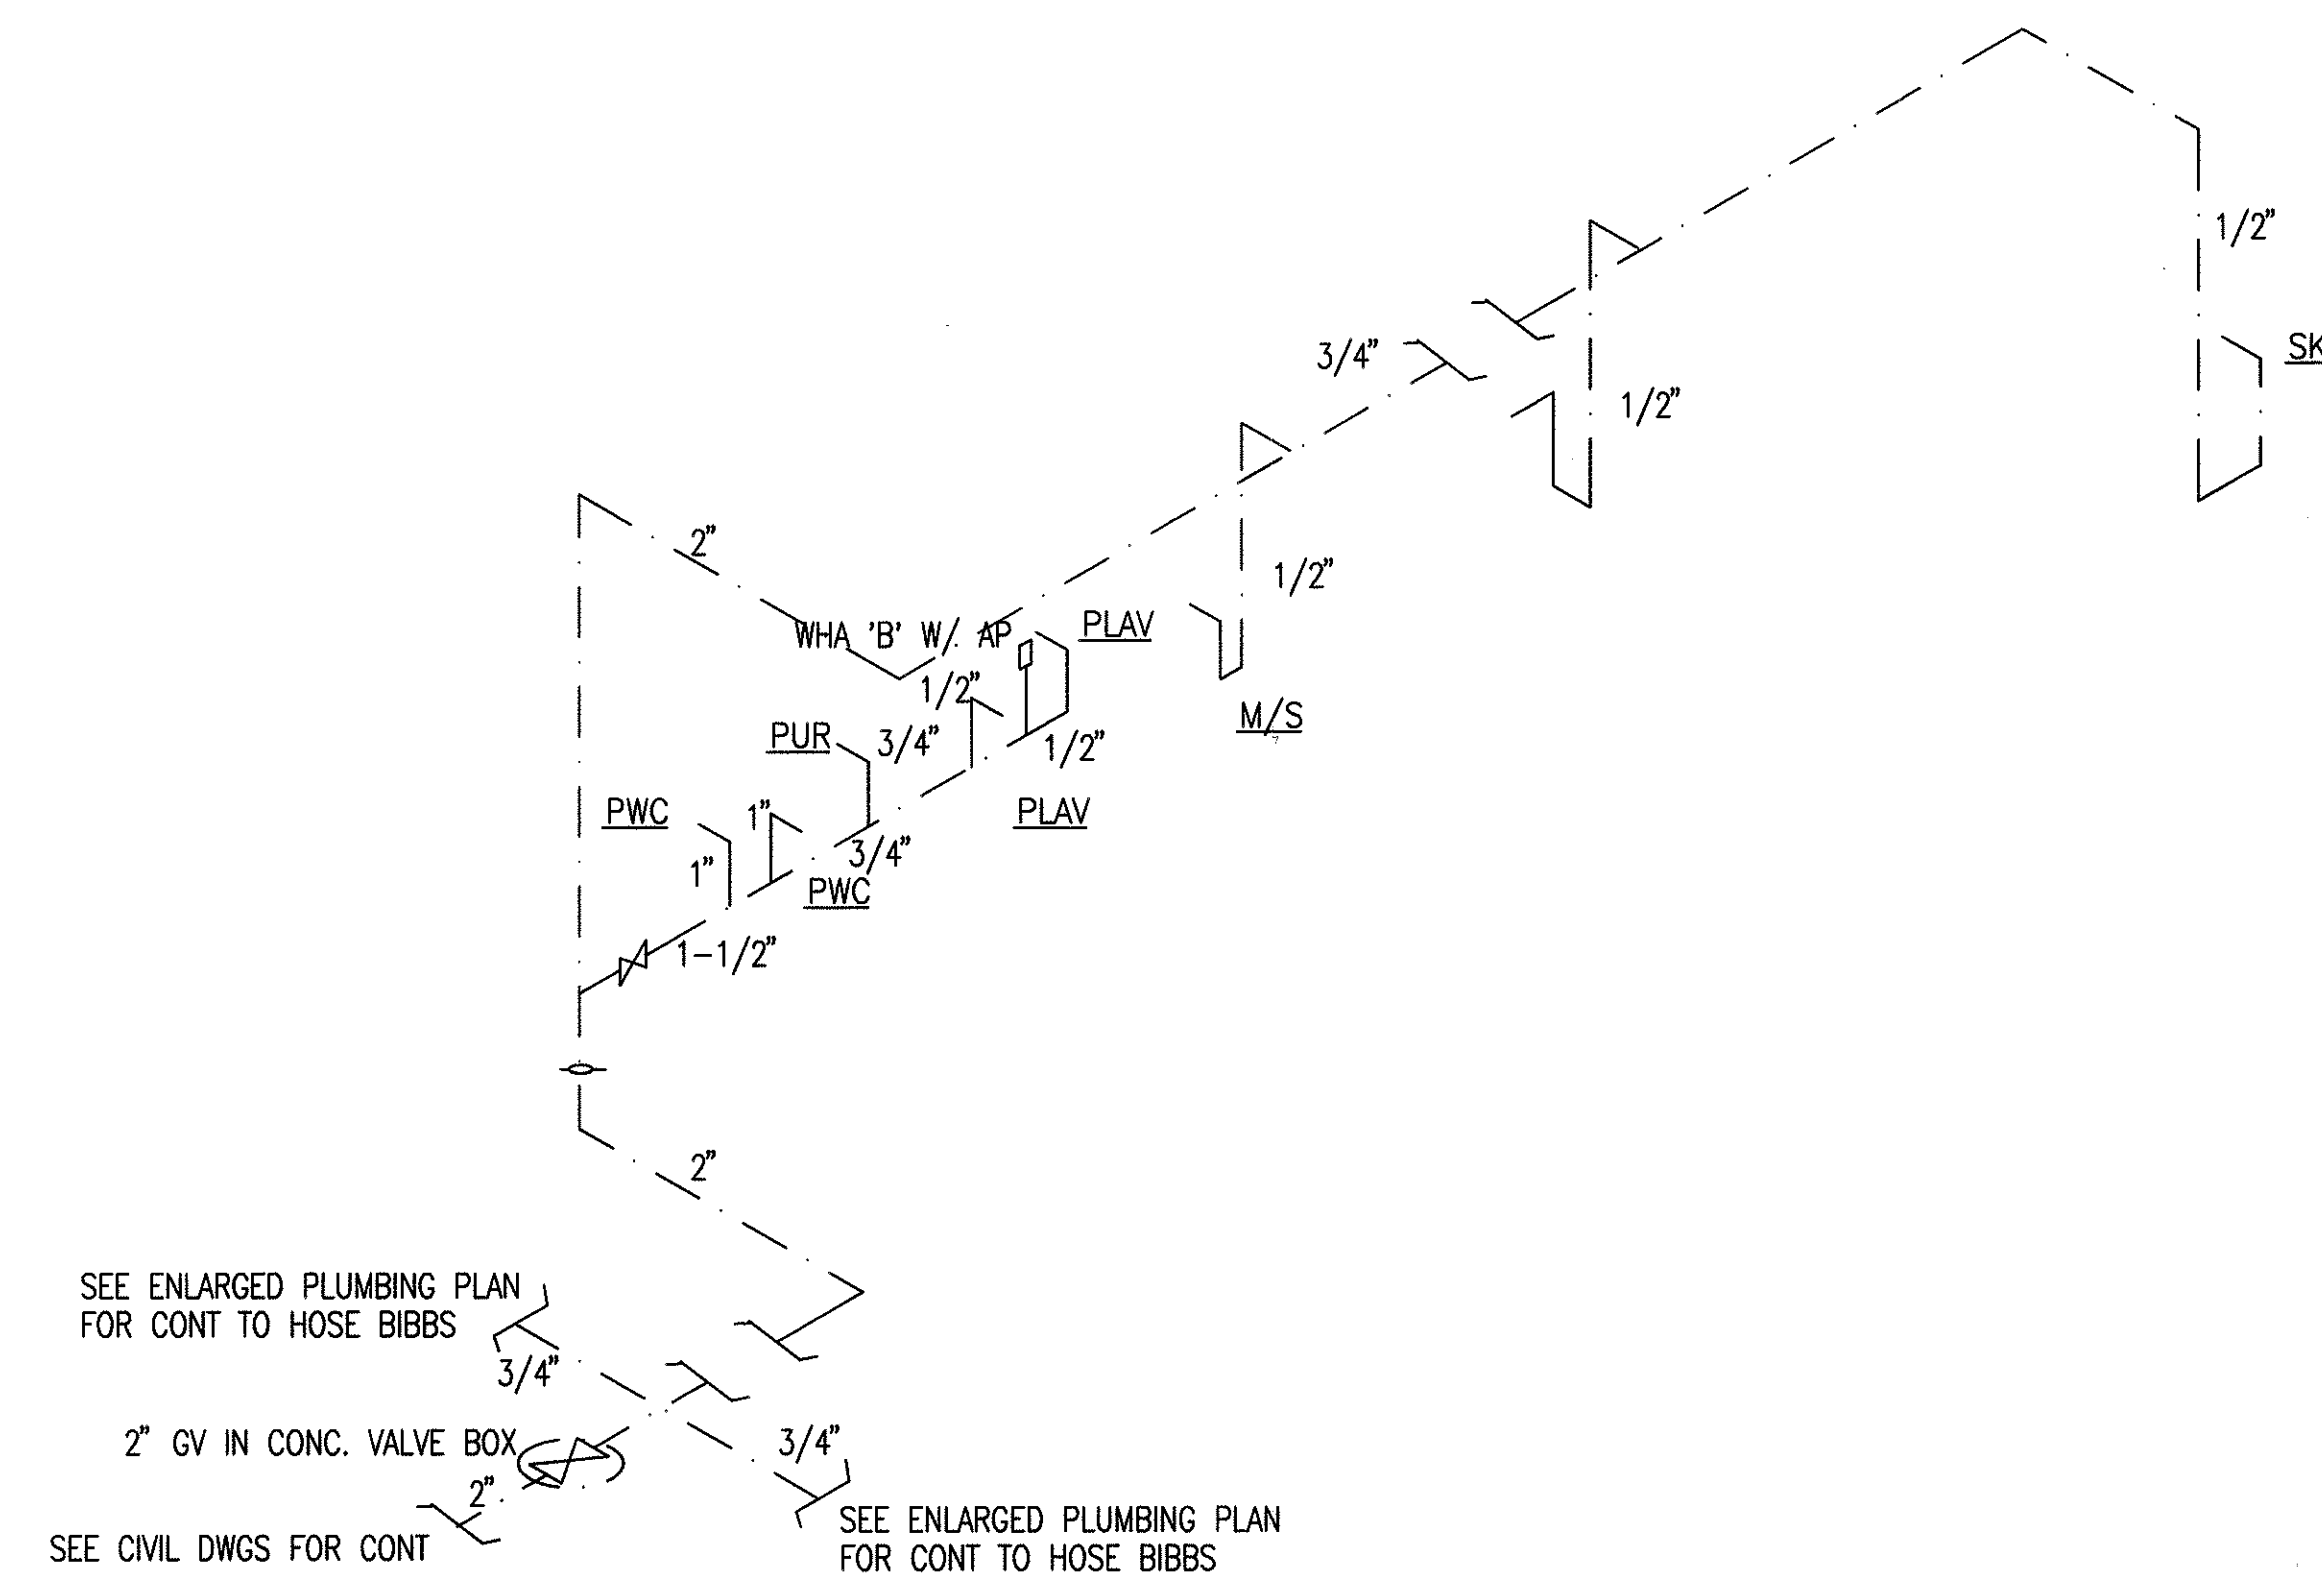 1/2"
SK
3/4"
1/2"
2"
1/2"
WHA 'B' W/ AP
PLAV
1/2"
M/S
PUR
3/4"
1/2"
PWC
1"
PLAV
3/4"
1"
PWC
1-1/2"
2"
SEE ENLARGED PLUMBING PLAN
FOR CONT TO HOSE BIBBS
3/4"
2" GV IN CONC. VALVE BOX
3/4"
2"
SEE CIVIL DWGS FOR CONT
SEE ENLARGED PLUMBING PLAN
FOR CONT TO HOSE BIBBS